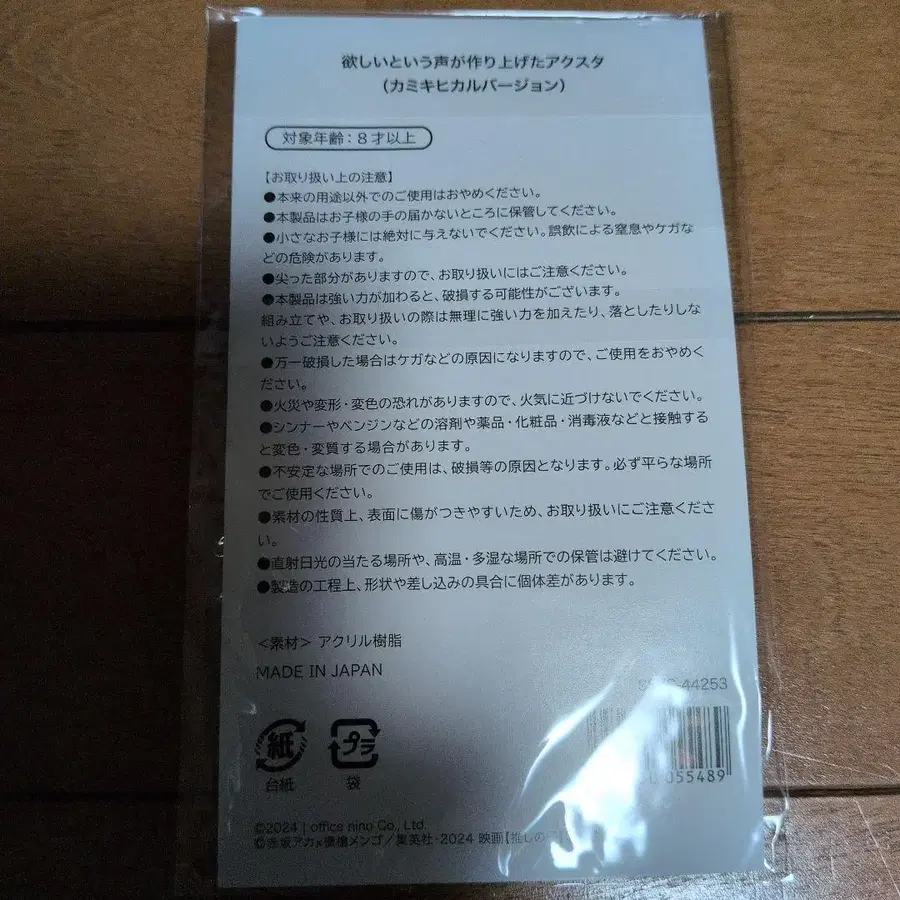 欲しいという声が作り上げたアクスタ
（カミキヒカルバージョン）
対象年齢：8才以上
【お取り扱い上の注意】
●本来の用途以外でのご使用はおやめください。
●本製品はお子様の手の届かないところに保管してください。
●小さなお子様には絶対に与えないでください。誤飲による窒息やケガな
どの危険があります。
●尖った部分がありますので、お取り扱いにはご注意ください。
●本製品は強い力が加わると、破損する可能性がございます。
組み立てや、お取り扱いの際は無理に強い力を加えたり、落としたりしな
いようご注意ください。
●万一破損した場合はケガなどの原因になりますので、ご使用をおやめく
ださい。
●火災や変形・変色の恐れがありますので、火気に近づけないでください。
●シンナーやベンジンなどの溶剤や薬品・化粧品・消毒液などと接触する
と変色・変質する場合があります。
●不安定な場所でのご使用は、破損等の原因となります。必ず平らな場所
でご使用ください。
●素材の性質上、表面に傷がつきやすいため、お取り扱いにご注意くださ
い。
●直射日光の当たる場所や、高温・多湿な場所での保管は避けてください。
●製造の工程上、形状や差し込みの具合に個体差があります。
＜素材＞ アクリル樹脂
MADE IN JAPAN
-44253
055489
紙
台紙
プラ
袋
©2024 | office nino Co., Ltd.
©赤坂アカ×横槍メンゴ／集英社・2024 映画【推しの